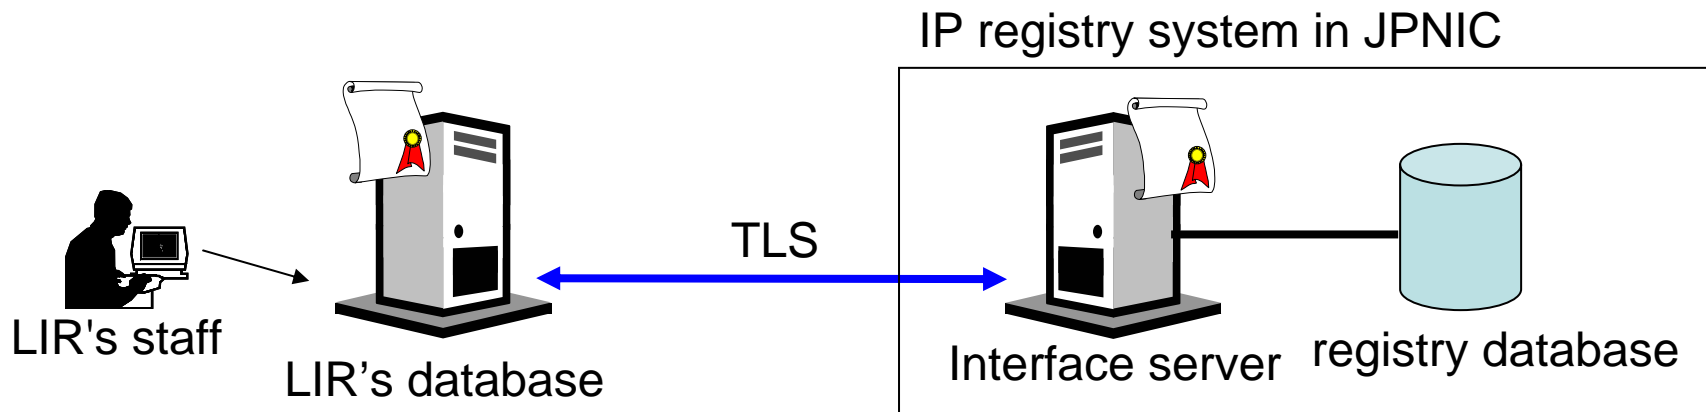 IP registry system in JPNIC
TLS
LIR's staff
LIR’s database
Interface server
registry database